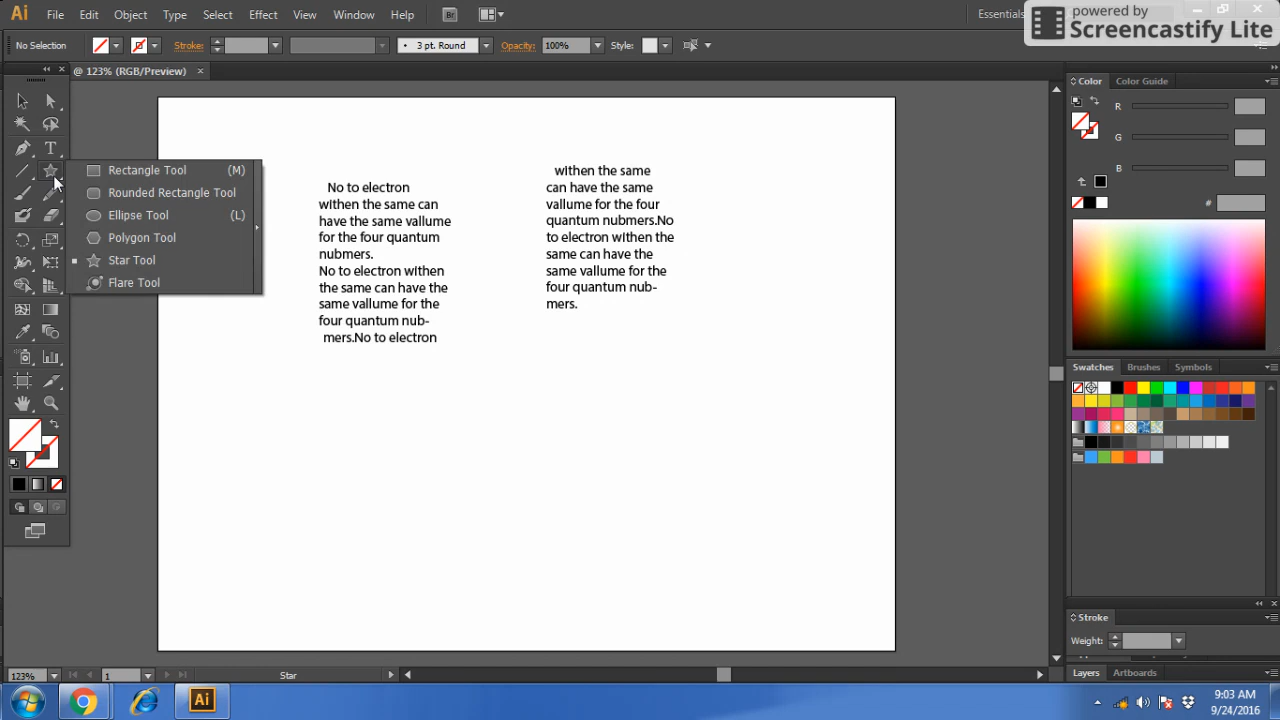 Ai File Edit Object Type Select Effect View Window Help Br Essentials
powered by
Screencastify Lite
No Selection Stroke: 3 pt. Round Opacity: 100% Style:
@ 123% (RGB/Preview) ×
Color Color Guide
R
G
B
#
Rectangle Tool (M)
Rounded Rectangle Tool
Ellipse Tool (L)
Polygon Tool
Star Tool
Flare Tool
No to electron
withen the same can
have the same vallume
for the four quantum
nubmers.
No to electron withen
the same can have the
same vallume for the
four quantum nub-
mers.No to electron
wIthen the same
can have the same
vallume for the four
quantum nubmers.No
to electron wIthen the
same can have the
same vallume for the
four quantum nub-
mers.
Swatches Brushes Symbols
Stroke
Weight:
Layers Artboards
123% 1 Star
Ai
9:03 AM
9/24/2016